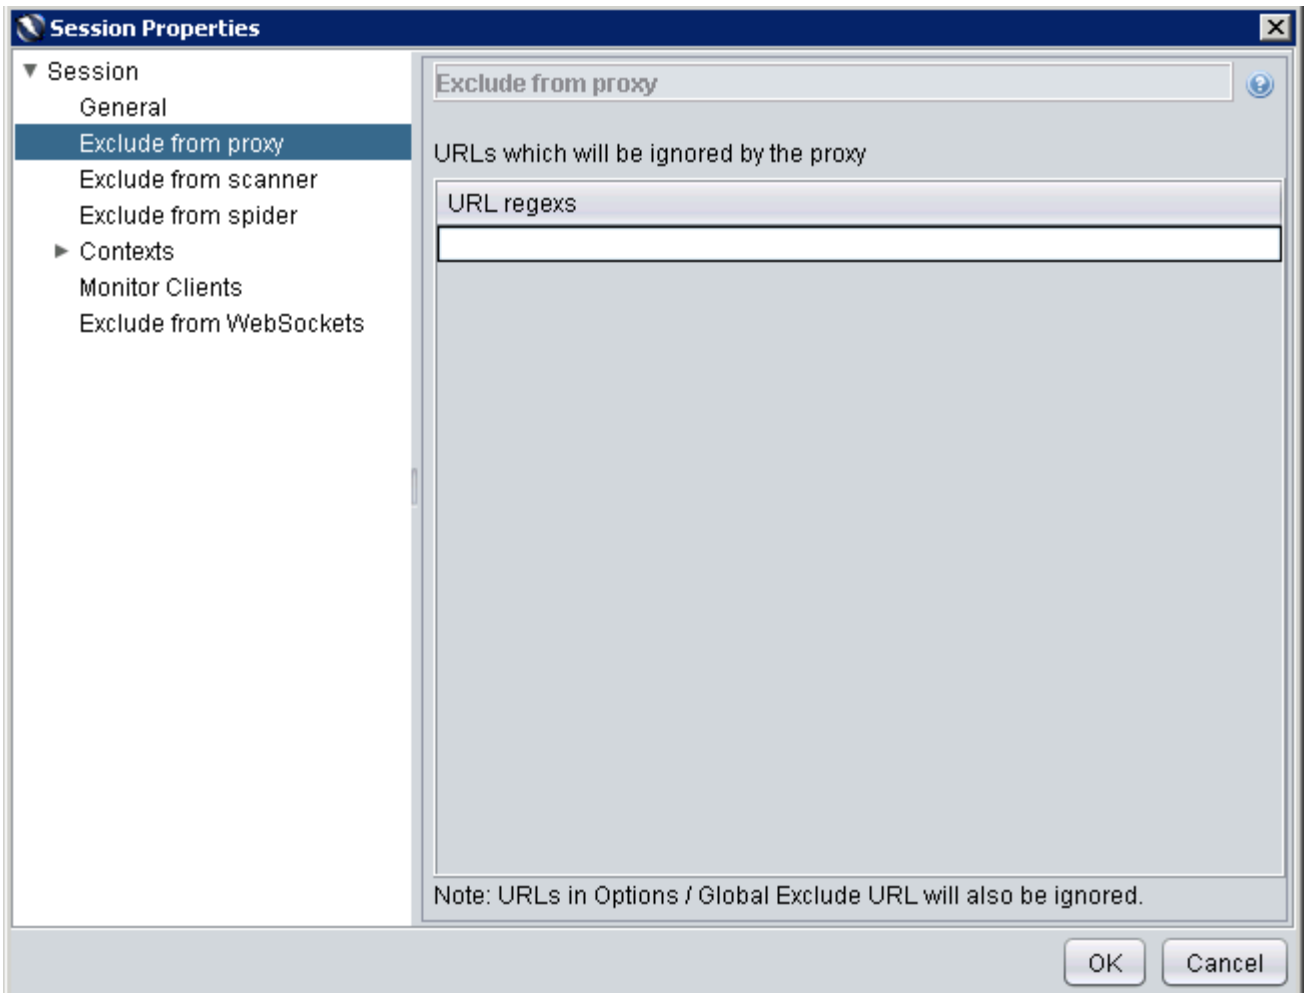 Session Properties
Session
General
Exclude from proxy
Exclude from scanner
Exclude from spider
Contexts
Monitor Clients
Exclude from WebSockets
Exclude from proxy
URLs which will be ignored by the proxy
URL regexs
Note: URLs in Options / Global Exclude URL will also be ignored.
OK
Cancel